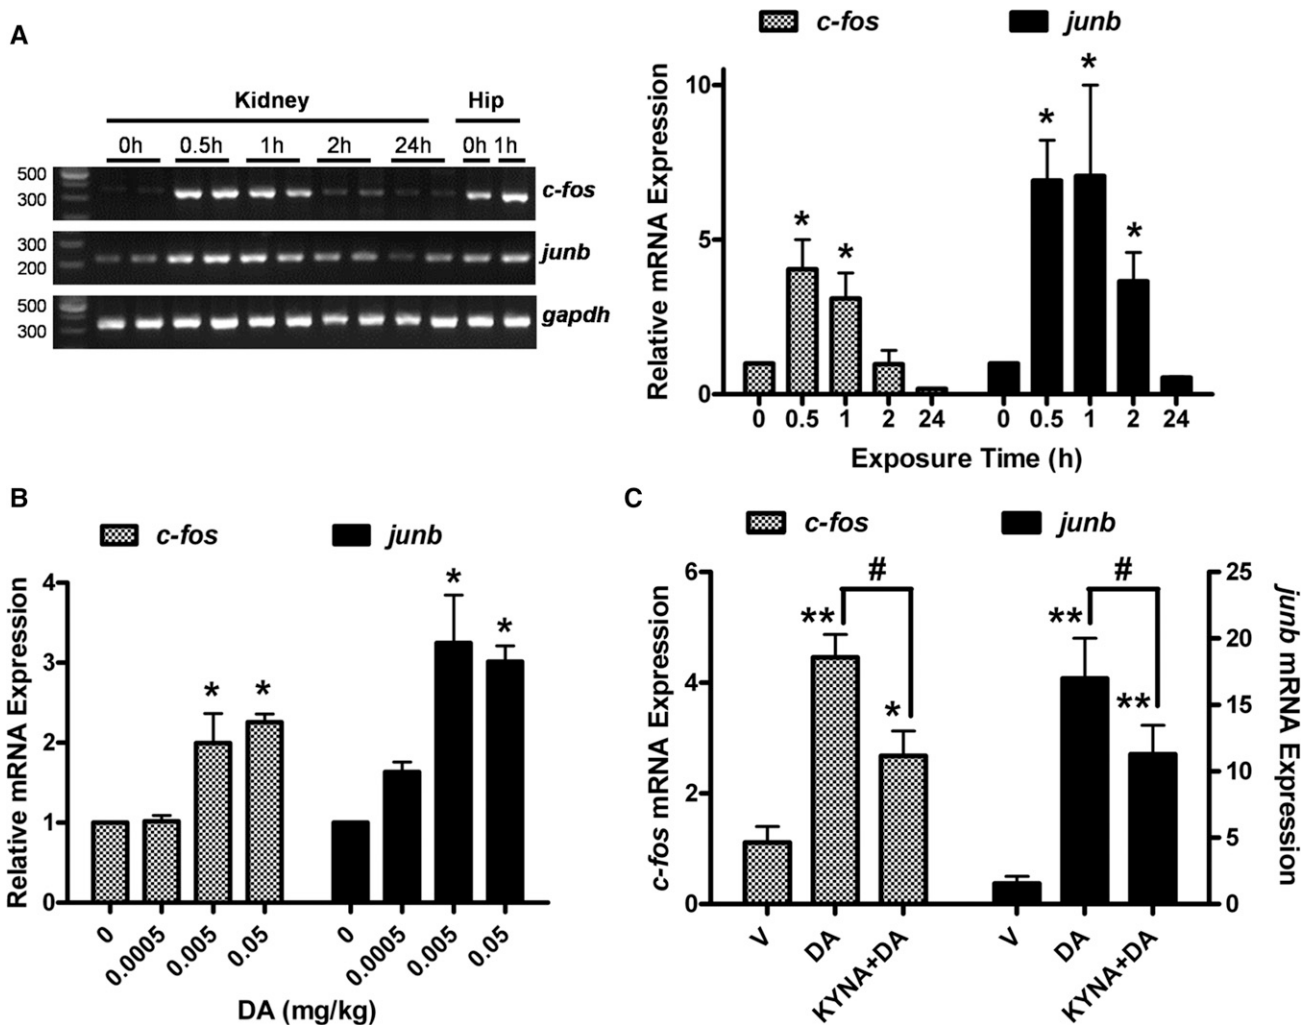 A
Kidney Hip
0h 0.5h 1h 2h 24h 0h 1h
500
300
c-fos
300
200
junb
500
300
gapdh
c-fos junb
Relative mRNA Expression
10
5
0
* * * * *
0 0.5 1 2 24 0 0.5 1 2 24
Exposure Time (h)
B
c-fos junb
Relative mRNA Expression
4
3
2
1
0
* * * *
0 0.0005 0.005 0.05 0 0.0005 0.005 0.05
DA (mg/kg)
C
c-fos junb
c-fos mRNA Expression
6
4
2
0
# #
** * ** **
25
20
15
10
5
0
junb mRNA Expression
V DA KYNA+DA V DA KYNA+DA